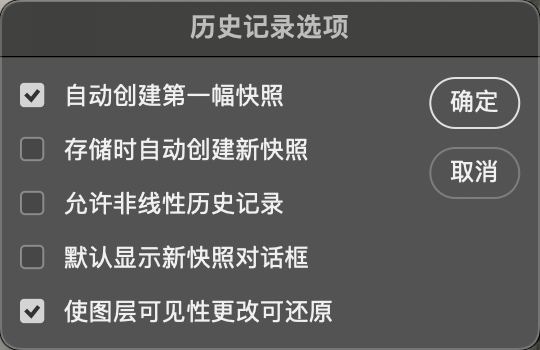 历史记录选项
自动创建第一幅快照
确定
存储时自动创建新快照
取消
允许非线性历史记录
默认显示新快照对话框
使图层可见性更改可还原